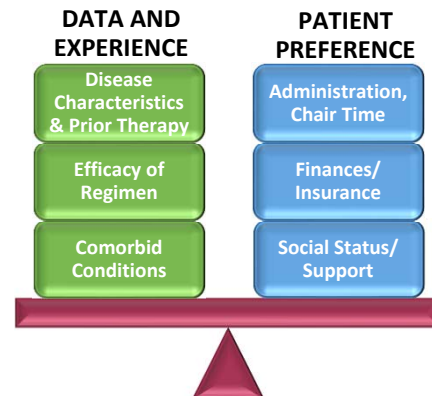 DATA AND
EXPERIENCE
Disease
Characteristics
& Prior Therapy
Efficacy of
Regimen
Comorbid
Conditions
PATIENT
PREFERENCE
Administration,
Chair Time
Finances/
Insurance
Social Status/
Support